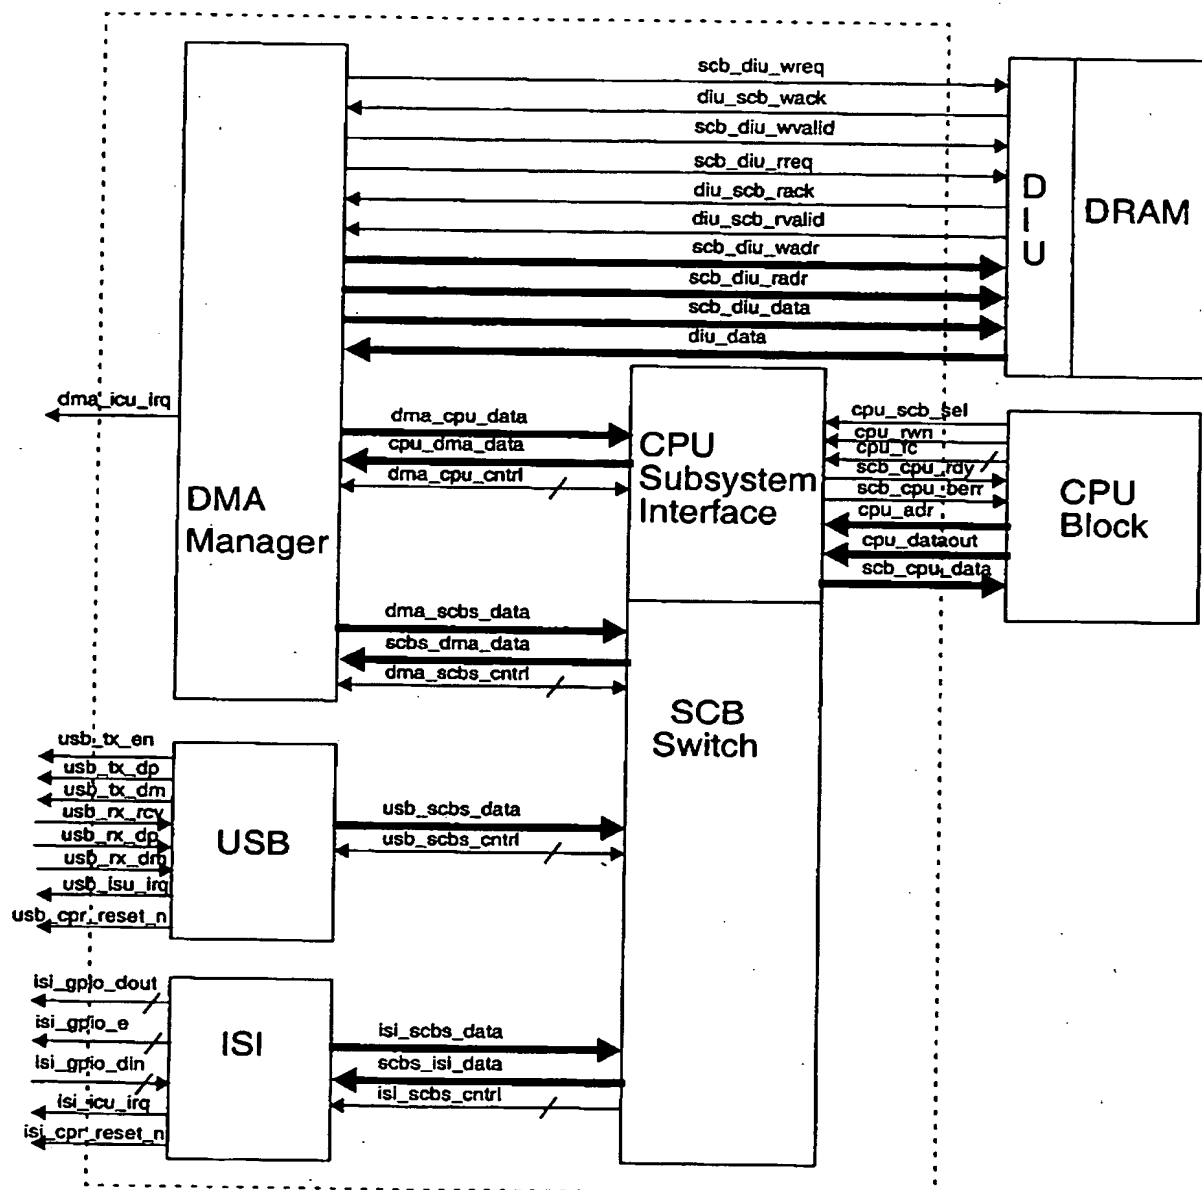 scb_diu_wreq
diu_scb_wack
scb_diu_wvalid
scb_diu_rreq
diu_scb_rack
diu_scb_rvalid
scb_diu_wadr
scb_diu_radr
scb_diu_data
diu_data
D
I
U
DRAM
dma_icu_irq
DMA
Manager
dma_cpu_data
cpu_dma_data
dma_cpu_cntrl
CPU
Subsystem
Interface
cpu_scb_sel
cpu_rwn
cpu_fc
scb_cpu_rdy
scb_cpu_berr
cpu_adr
cpu_dataout
scb_cpu_data
CPU
Block
dma_scbs_data
scbs_dma_data
dma_scbs_cntrl
SCB
Switch
usb_tx_en
usb_tx_dp
usb_tx_dm
usb_rx_rcv
usb_rx_dp
usb_rx_dm
usb_isu_irq
usb_cpr_reset_n
USB
usb_scbs_data
usb_scbs_cntrl
isi_gpio_dout
isi_gpio_e
isi_gpio_din
isi_icu_irq
isi_cpr_reset_n
ISI
isi_scbs_data
scbs_isi_data
isi_scbs_cntrl